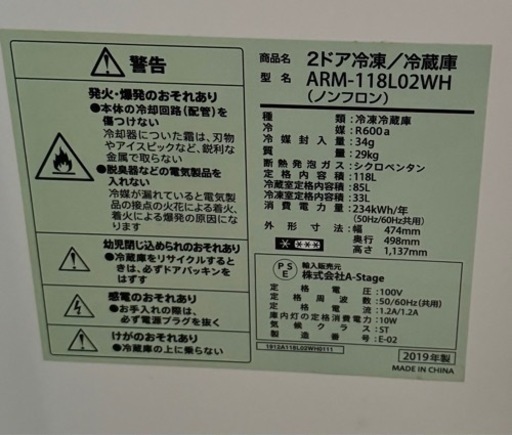 警告
発火・爆発のおそれあり
●本体の冷却回路（配管）を
傷つけない
冷却器についた霜は、刃物
やアイスピックなど、鋭利な
金属で取らない
●脱臭器などの電気製品を
入れない
冷媒が漏れていると電気製
品の接点の火花による着火、
着火による爆発の原因に
なります
幼児閉じ込められのおそれあり
●冷蔵庫をリサイクルすると
きは、必ずドアパッキンを
はずす
感電のおそれあり
●お手入れの際は、
必ず電源プラグを抜く
けがのおそれあり
●冷蔵庫の上に乗らない
商品名 2ドア冷凍／冷蔵庫
型名 ARM-118L02WH
（ノンフロン）
種類：冷凍冷蔵庫
冷媒：R600a
冷媒封入量：34g
質量：29kg
断熱発泡ガス：シクロペンタン
定格内容積：118L
冷蔵室定格内容積：85L
冷凍室定格内容積：33L
消費電力量：234kWh/年
(50Hz/60Hz共用)
外形寸法：幅 474mm
奥行 498mm
高さ 1,137mm
PSE 輸入販売元
株式会社A-Stage
定格電圧：100V
定格周波数：50/60Hz(共用)
定格電流：1.2A/1.2A
庫内灯の定格消費電力：10W
気候クラス：ST
製造番号：E-02
1912A118L02WH0111
2019年製
MADE IN CHINA